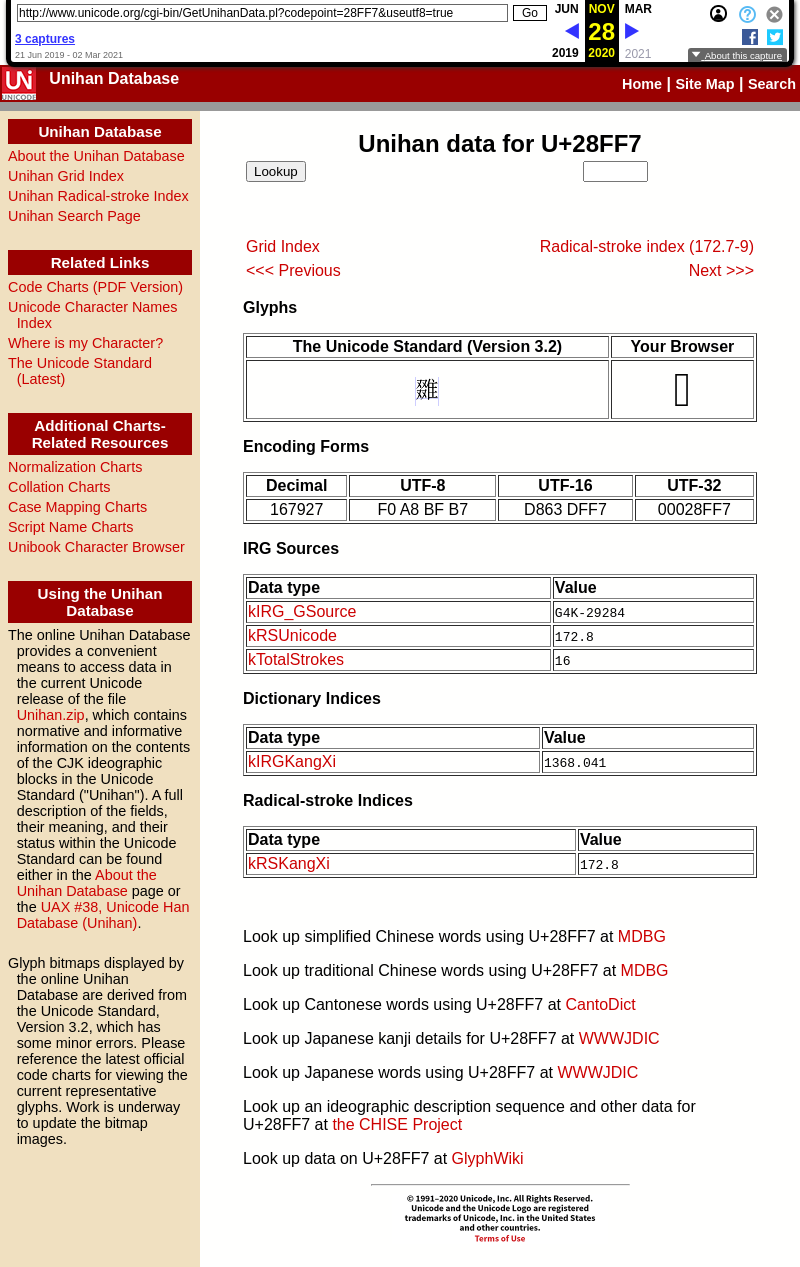 http://www.unicode.org/cgi-bin/GetUnihanData.pl?codepoint=28FF7&useutf8=true
Go
JUN NOV MAR
28
3 captures
2019 2020 2021
21 Jun 2019 - 02 Mar 2021
About this capture
Unihan Database
Home | Site Map | Search
Unihan Database
About the Unihan Database
Unihan Grid Index
Unihan Radical-stroke Index
Unihan Search Page
Related Links
Code Charts (PDF Version)
Unicode Character Names
Index
Where is my Character?
The Unicode Standard
(Latest)
Additional Charts-
Related Resources
Normalization Charts
Collation Charts
Case Mapping Charts
Script Name Charts
Unibook Character Browser
Using the Unihan
Database
The online Unihan Database
provides a convenient
means to access data in
the current Unicode
release of the file
Unihan.zip, which contains
normative and informative
information on the contents
of the CJK ideographic
blocks in the Unicode
Standard ("Unihan"). A full
description of the fields,
their meaning, and their
status within the Unicode
Standard can be found
either in the About the
Unihan Database page or
the UAX #38, Unicode Han
Database (Unihan).
Glyph bitmaps displayed by
the online Unihan
Database are derived from
the Unicode Standard,
Version 3.2, which has
some minor errors. Please
reference the latest official
code charts for viewing the
current representative
glyphs. Work is underway
to update the bitmap
images.
Unihan data for U+28FF7
Lookup
Grid Index Radical-stroke index (172.7-9)
<<< Previous Next >>>
Glyphs
The Unicode Standard (Version 3.2) Your Browser
Encoding Forms
Decimal UTF-8 UTF-16 UTF-32
167927 F0 A8 BF B7 D863 DFF7 00028FF7
IRG Sources
Data type Value
kIRG_GSource G4K-29284
kRSUnicode 172.8
kTotalStrokes 16
Dictionary Indices
Data type Value
kIRGKangXi 1368.041
Radical-stroke Indices
Data type Value
kRSKangXi 172.8
Look up simplified Chinese words using U+28FF7 at MDBG
Look up traditional Chinese words using U+28FF7 at MDBG
Look up Cantonese words using U+28FF7 at CantoDict
Look up Japanese kanji details for U+28FF7 at WWWJDIC
Look up Japanese words using U+28FF7 at WWWJDIC
Look up an ideographic description sequence and other data for
U+28FF7 at the CHISE Project
Look up data on U+28FF7 at GlyphWiki
© 1991–2020 Unicode, Inc. All Rights Reserved.
Unicode and the Unicode Logo are registered
trademarks of Unicode, Inc. in the United States
and other countries.
Terms of Use